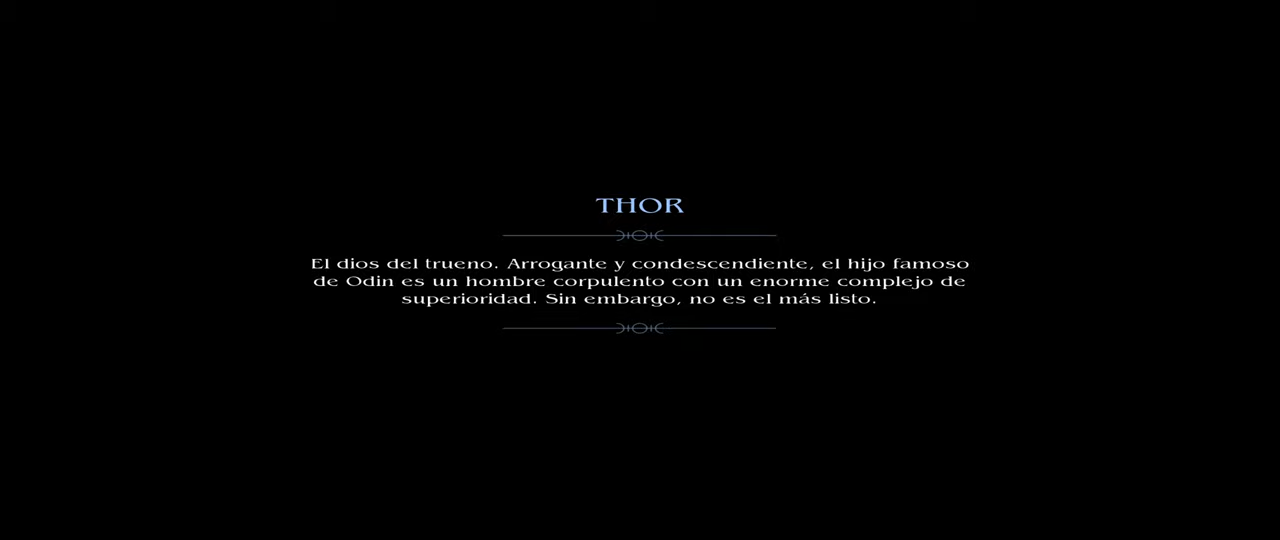 THOR
El dios del trueno. Arrogante y condescendiente, el hijo famoso
de Odin es un hombre corpulento con un enorme complejo de
superioridad. Sin embargo, no es el más listo.